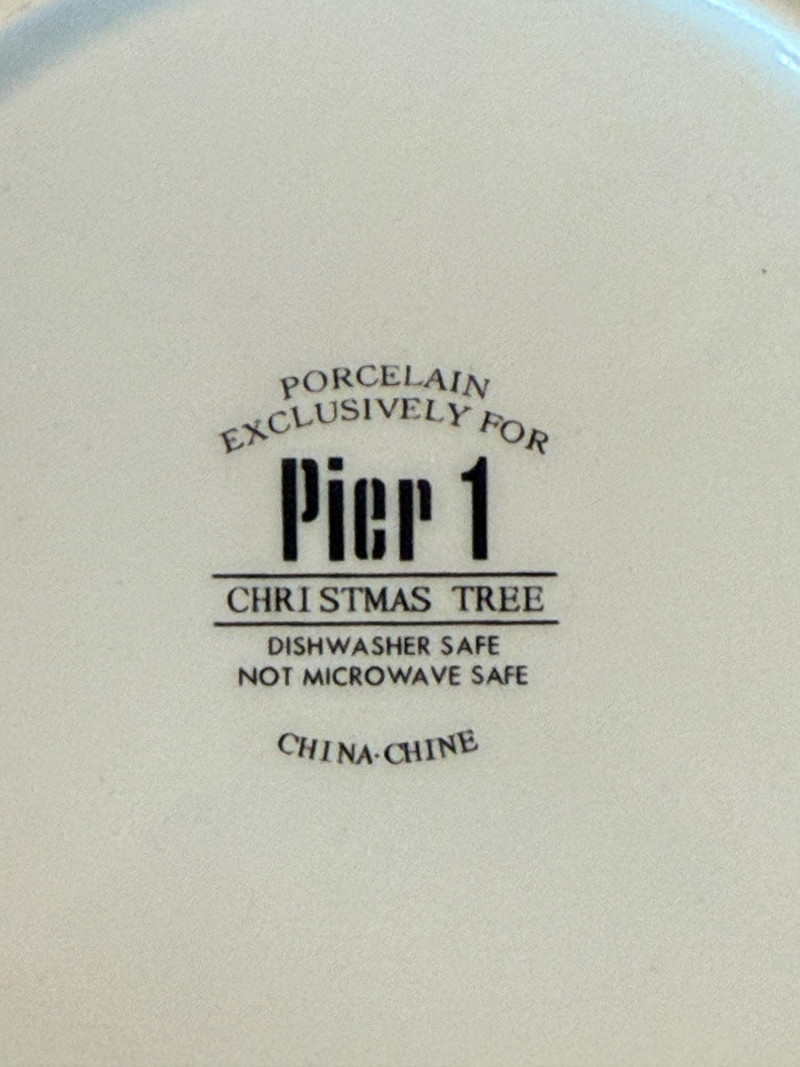 PORCELAIN
EXCLUSIVELY FOR
Pier 1
CHRISTMAS TREE
DISHWASHER SAFE
NOT MICROWAVE SAFE
CHINA·CHINE